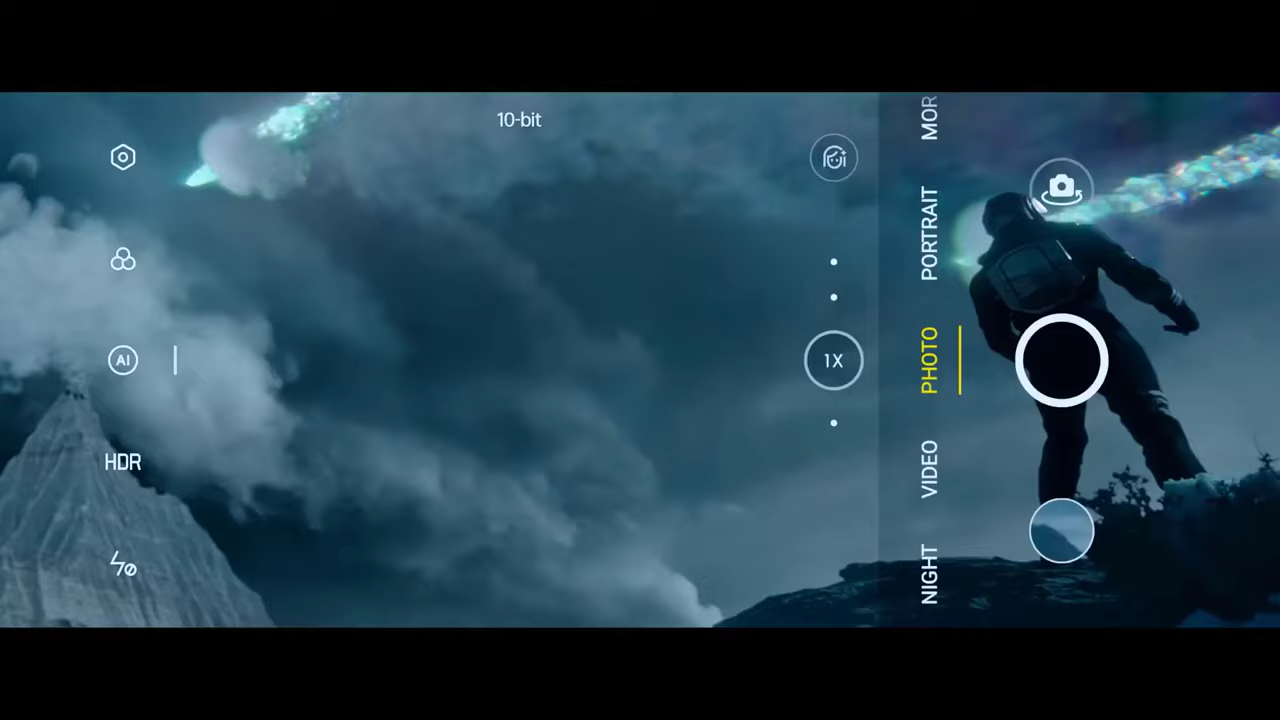 10-bit
AI
HDR
1X
MOR
PORTRAIT
PHOTO
VIDEO
NIGHT